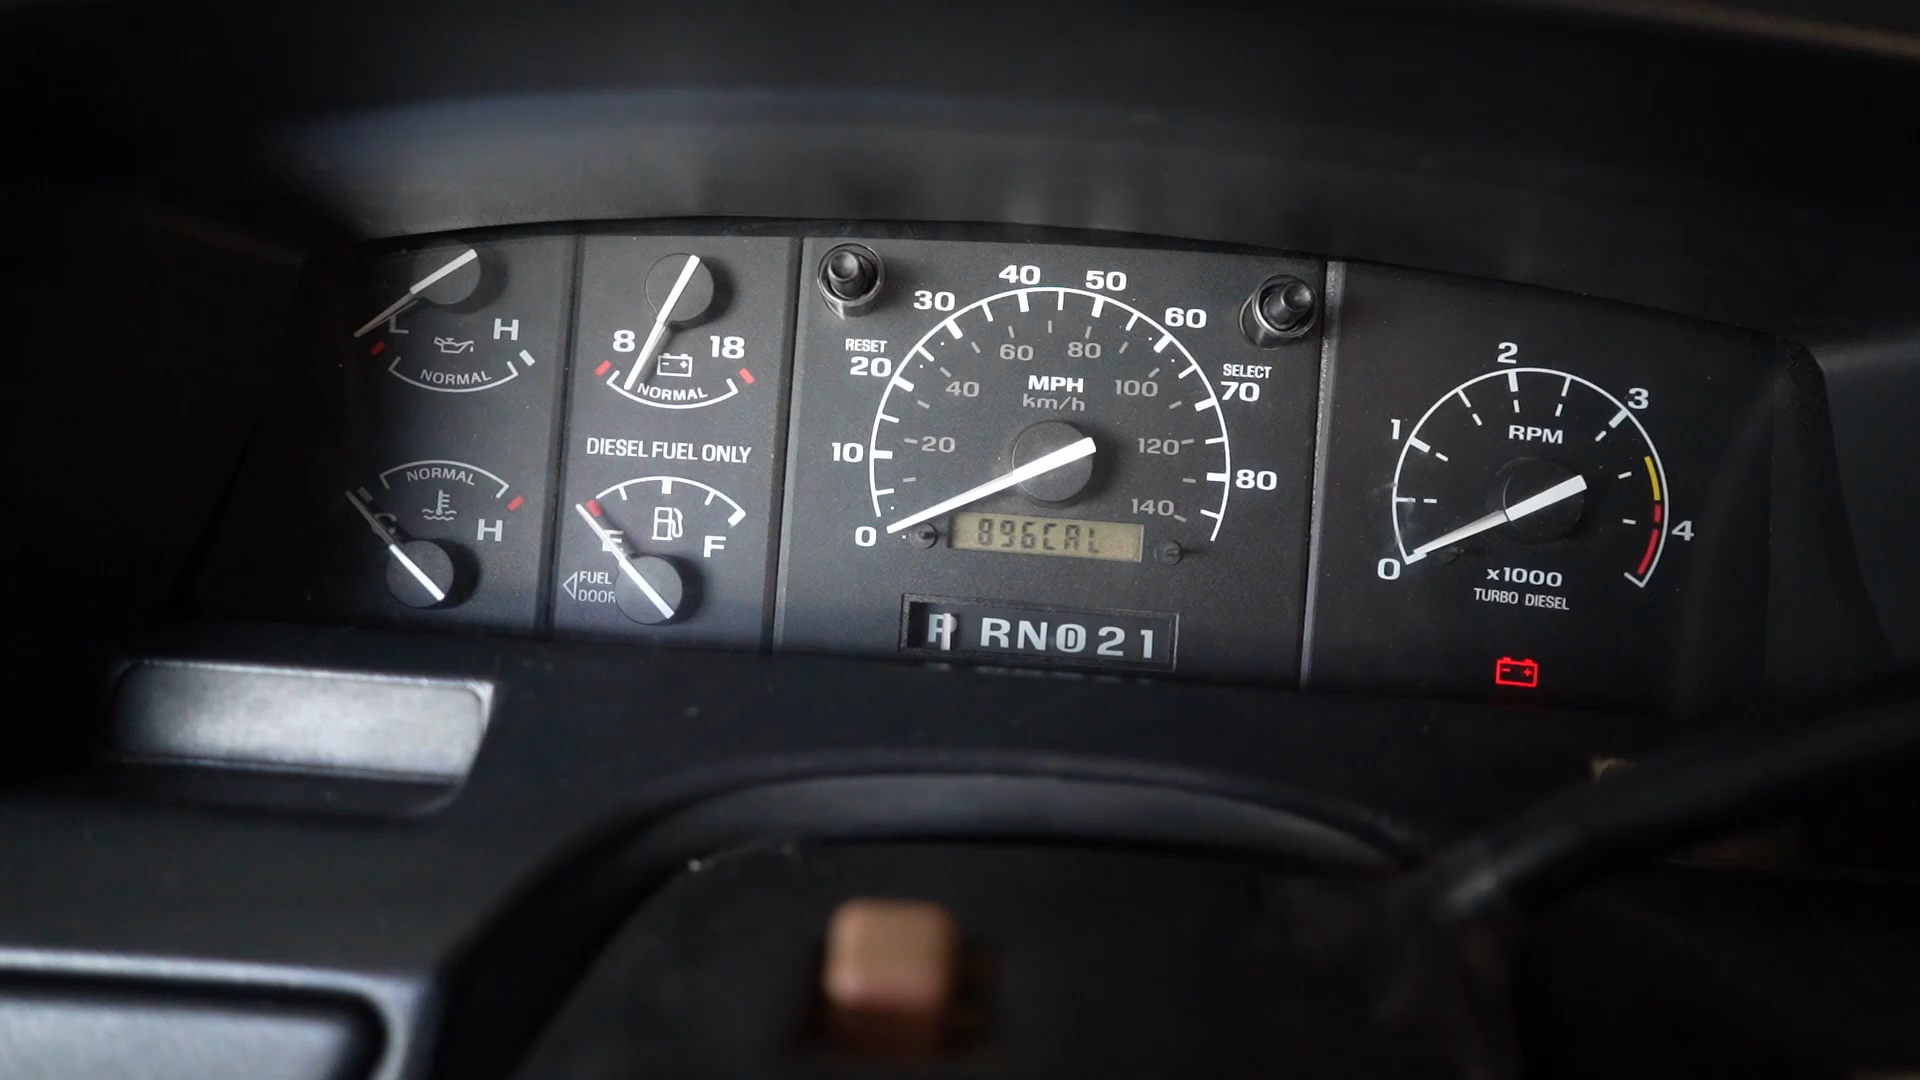 L H
NORMAL
8 18
NORMAL
NORMAL
C H
DIESEL FUEL ONLY
E F
FUEL
DOOR
RESET
SELECT
0 10 20 30 40 50 60 70 80
20 40 60 80 100 120 140
MPH
km/h
896CAL
P RND21
0 1 2 3 4
RPM
x1000
TURBO DIESEL